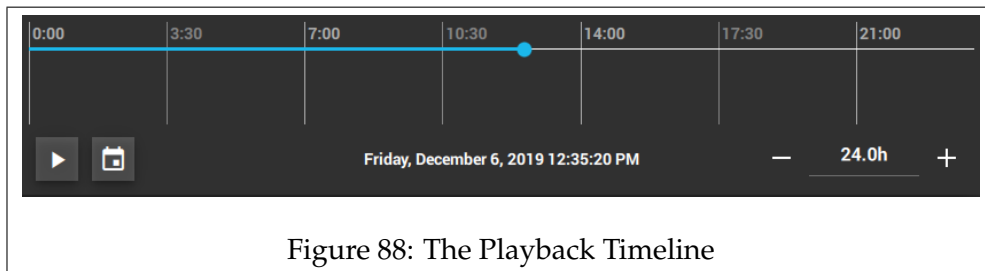 0:00 3:30 7:00 10:30 14:00 17:30 21:00
Friday, December 6, 2019 12:35:20 PM — 24.0h +
Figure 88: The Playback Timeline